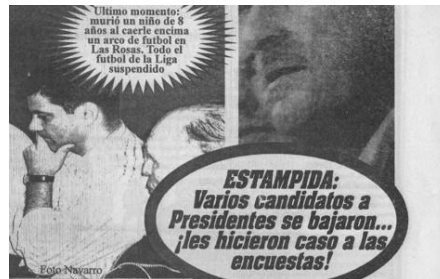 Ultimo momento:
murió un niño de 8
años al caerle encima
un arco de futbol en
Las Rosas. Todo el
futbol de la Liga
suspendido
ESTAMPIDA:
Varios candidatos a
Presidentes se bajaron...
¡les hicieron caso a las
encuestas!
Foto Navarro